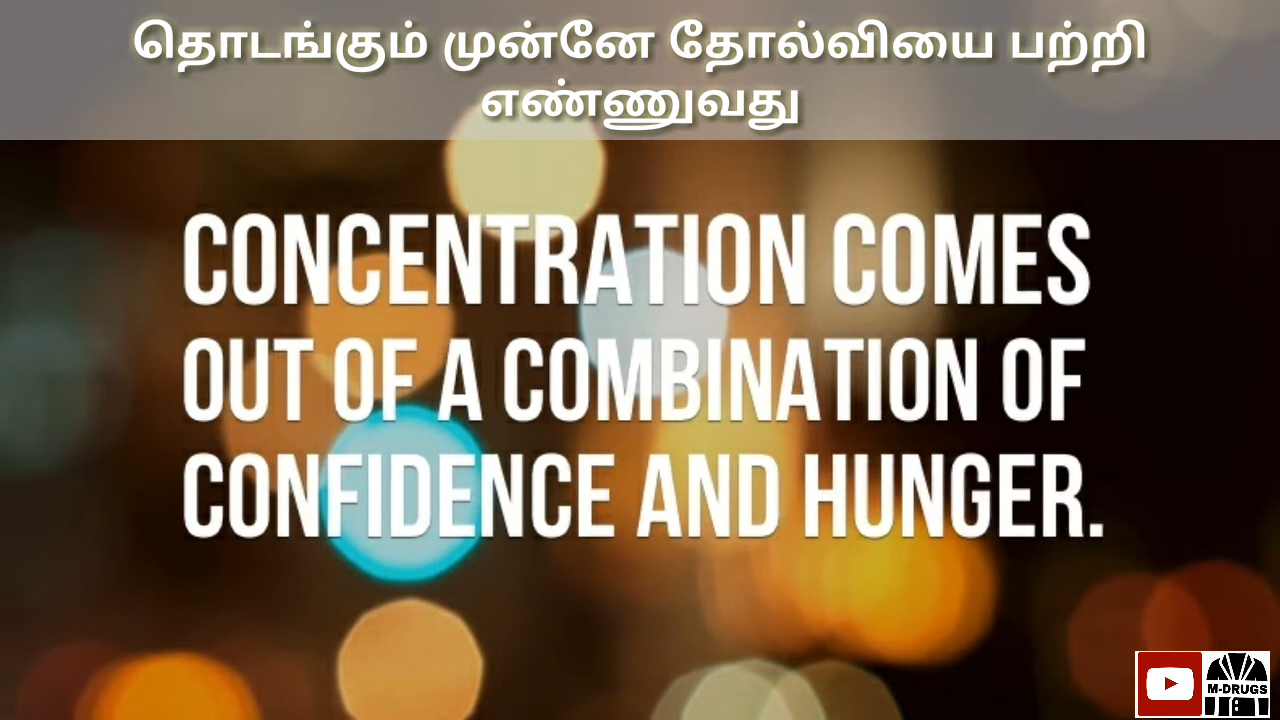 தொடங்கும் முன்னே தோல்வியை பற்றி
எண்ணுவது
CONCENTRATION COMES
OUT OF A COMBINATION OF
CONFIDENCE AND HUNGER.
M-DRUGS